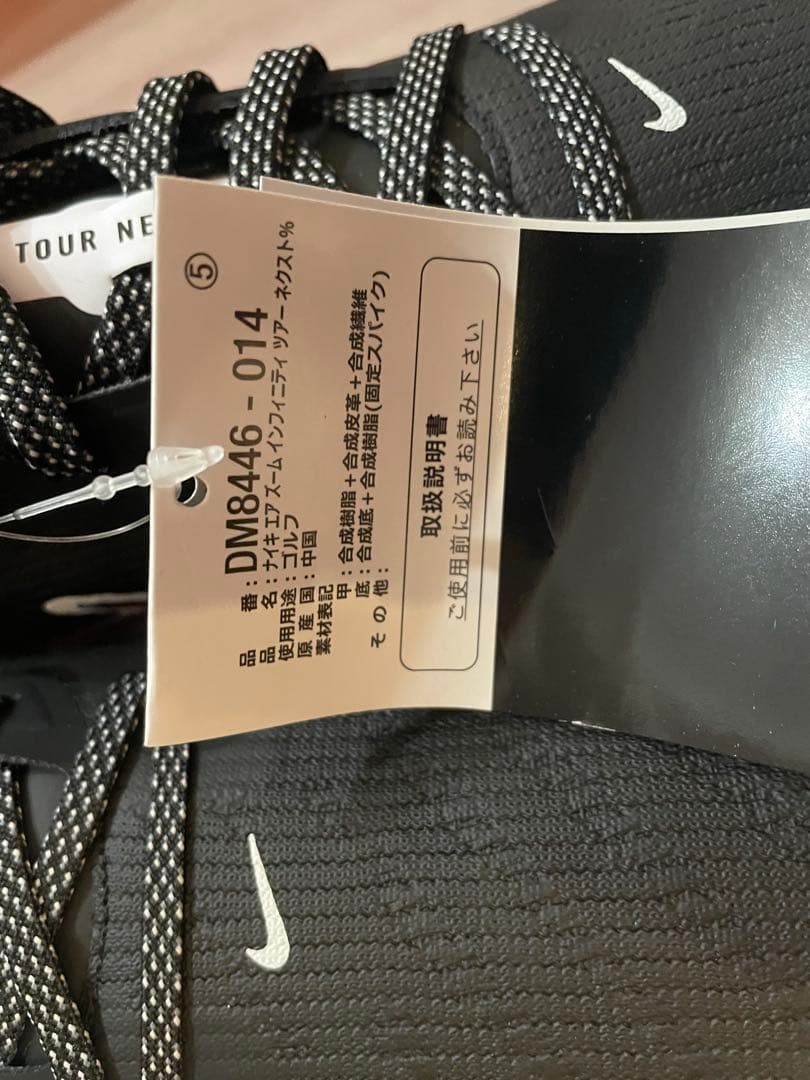 TOUR NE
⑤
品番：DM8446-014
品名：ナイキ エア ズーム インフィニティ ツアー ネクスト%
使用用途：ゴルフ
原産国：中国
素材表記
甲：合成樹脂＋合成皮革＋合成繊維
底：合成底＋合成樹脂(固定スパイク)
その他：
取扱説明書
ご使用前に必ずお読み下さい